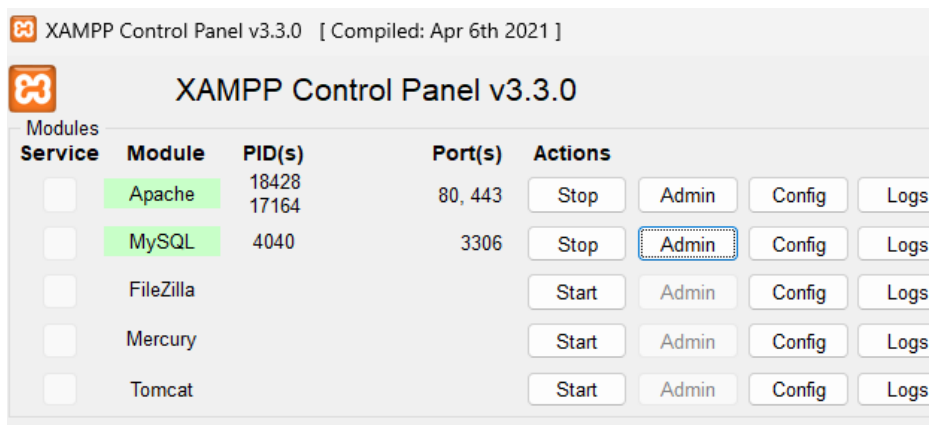 XAMPP Control Panel v3.3.0 [ Compiled: Apr 6th 2021 ]
XAMPP Control Panel v3.3.0
Modules
Service Module PID(s) Port(s) Actions
Apache 18428 17164 80, 443 Stop Admin Config Logs
MySQL 4040 3306 Stop Admin Config Logs
FileZilla Start Admin Config Logs
Mercury Start Admin Config Logs
Tomcat Start Admin Config Logs